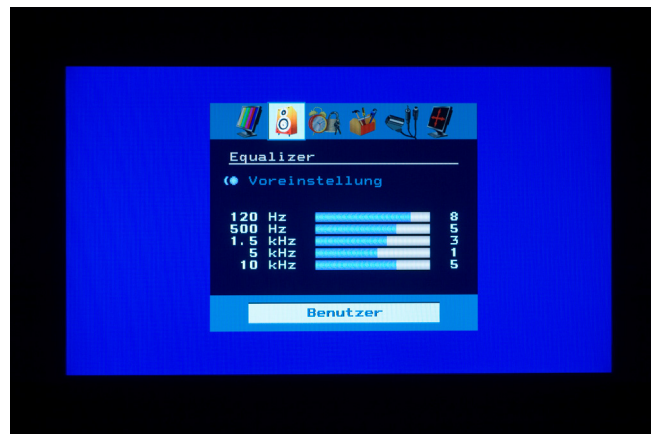 Equalizer
Voreinstellung
120 Hz 8
500 Hz 5
1.5 kHz 3
5 kHz 1
10 kHz 5
Benutzer